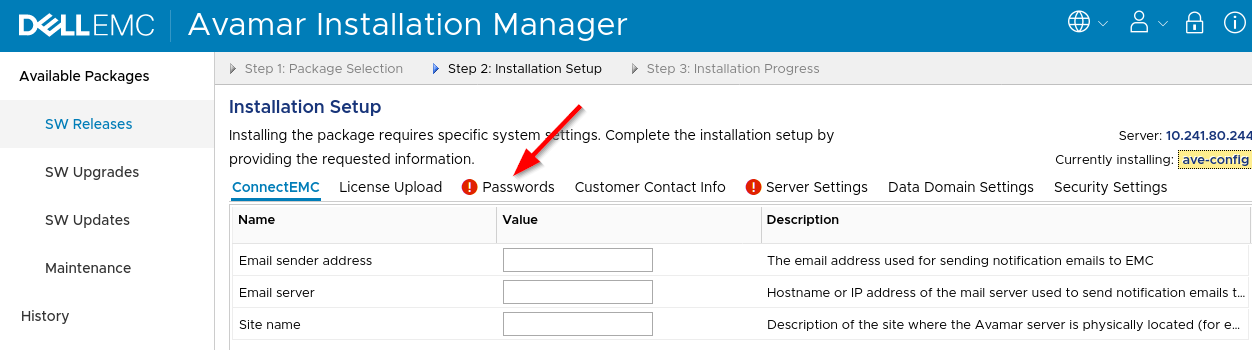 DELLEMC Avamar Installation Manager
Available Packages
SW Releases
SW Upgrades
SW Updates
Maintenance
History
Step 1: Package Selection Step 2: Installation Setup Step 3: Installation Progress
Installation Setup
Installing the package requires specific system settings. Complete the installation setup by
providing the requested information.
Server: 10.241.80.244
Currently installing: ave-config
ConnectEMC License Upload ! Passwords Customer Contact Info ! Server Settings Data Domain Settings Security Settings
Name Value Description
Email sender address The email address used for sending notification emails to EMC
Email server Hostname or IP address of the mail server used to send notification emails t...
Site name Description of the site where the Avamar server is physically located (for e...